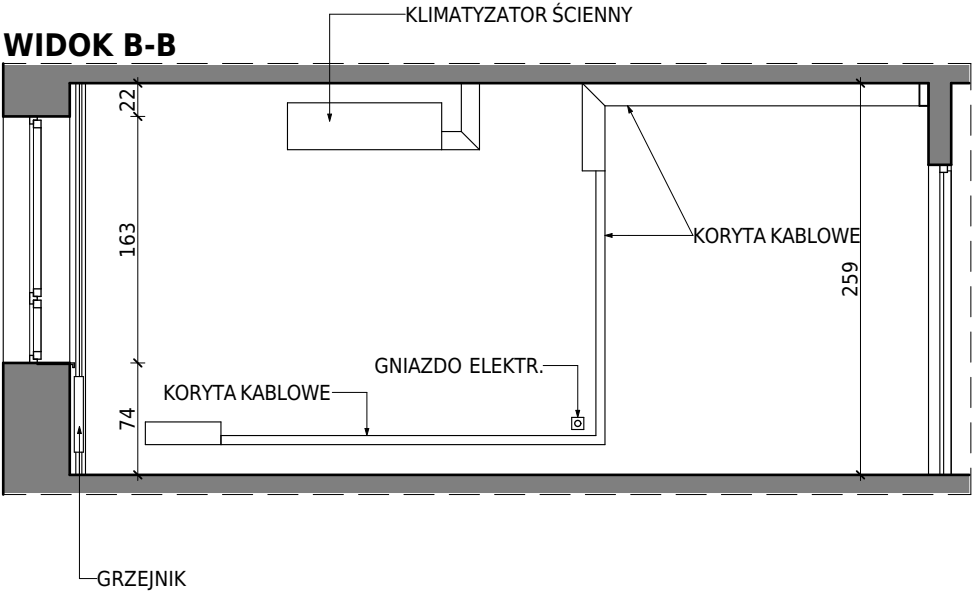 KLIMATYZATOR ŚCIENNY
WIDOK B-B
22
163
KORYTA KABLOWE
259
GNIAZDO ELEKTR.
KORYTA KABLOWE
74
GRZEJNIK